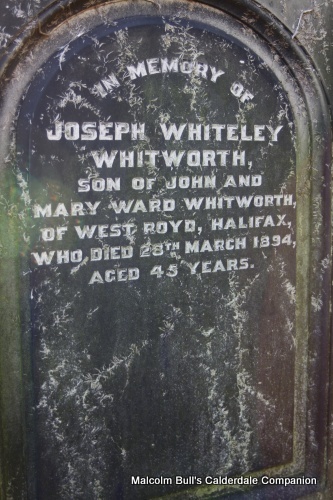 IN MEMORY OF
JOSEPH WHITELEY
WHITWORTH,
SON OF JOHN AND
MARY WARD WHITWORTH,
OF WEST ROYD, HALIFAX,
WHO DIED 28TH MARCH 1894,
AGED 45 YEARS.
Malcolm Bull's Calderdale Companion